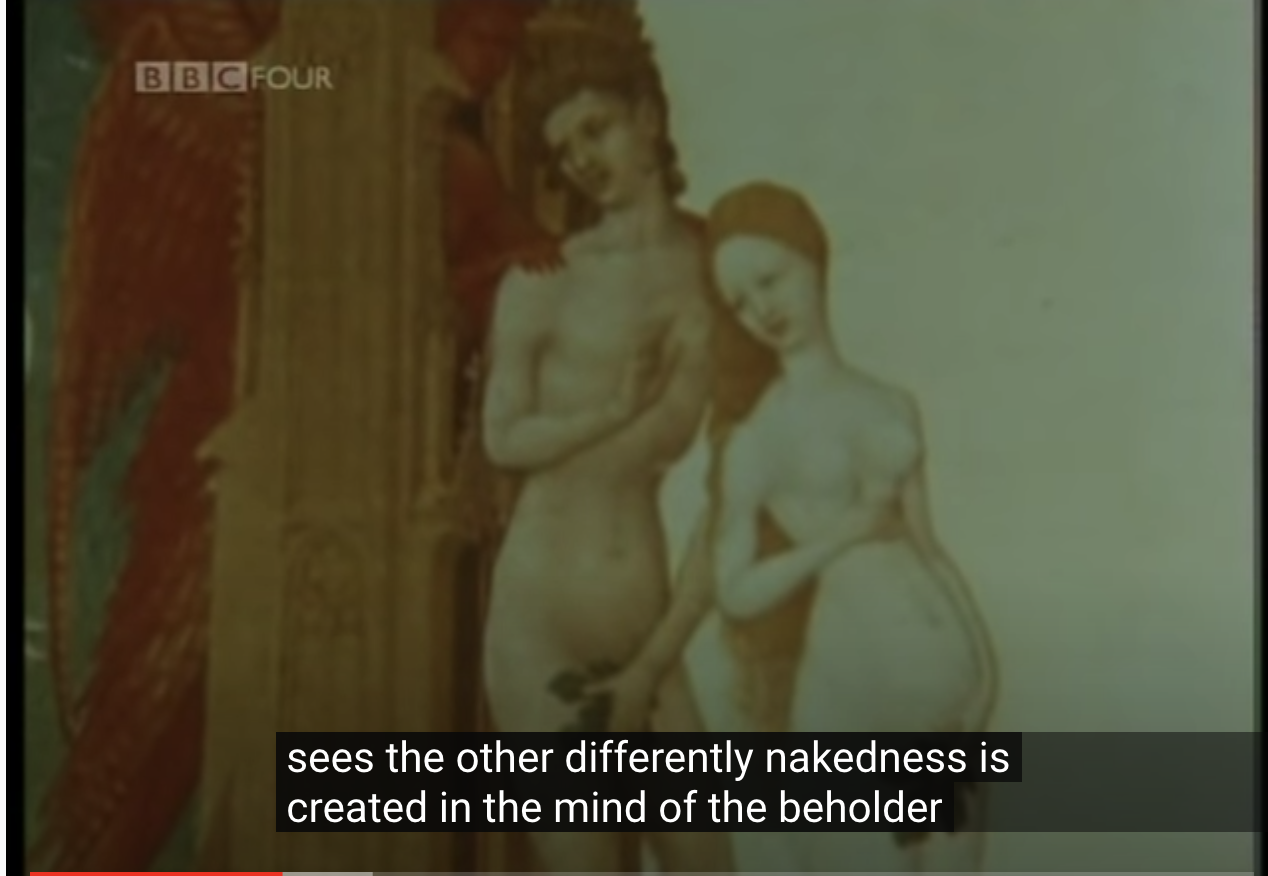 BBC FOUR
sees the other differently nakedness is
created in the mind of the beholder